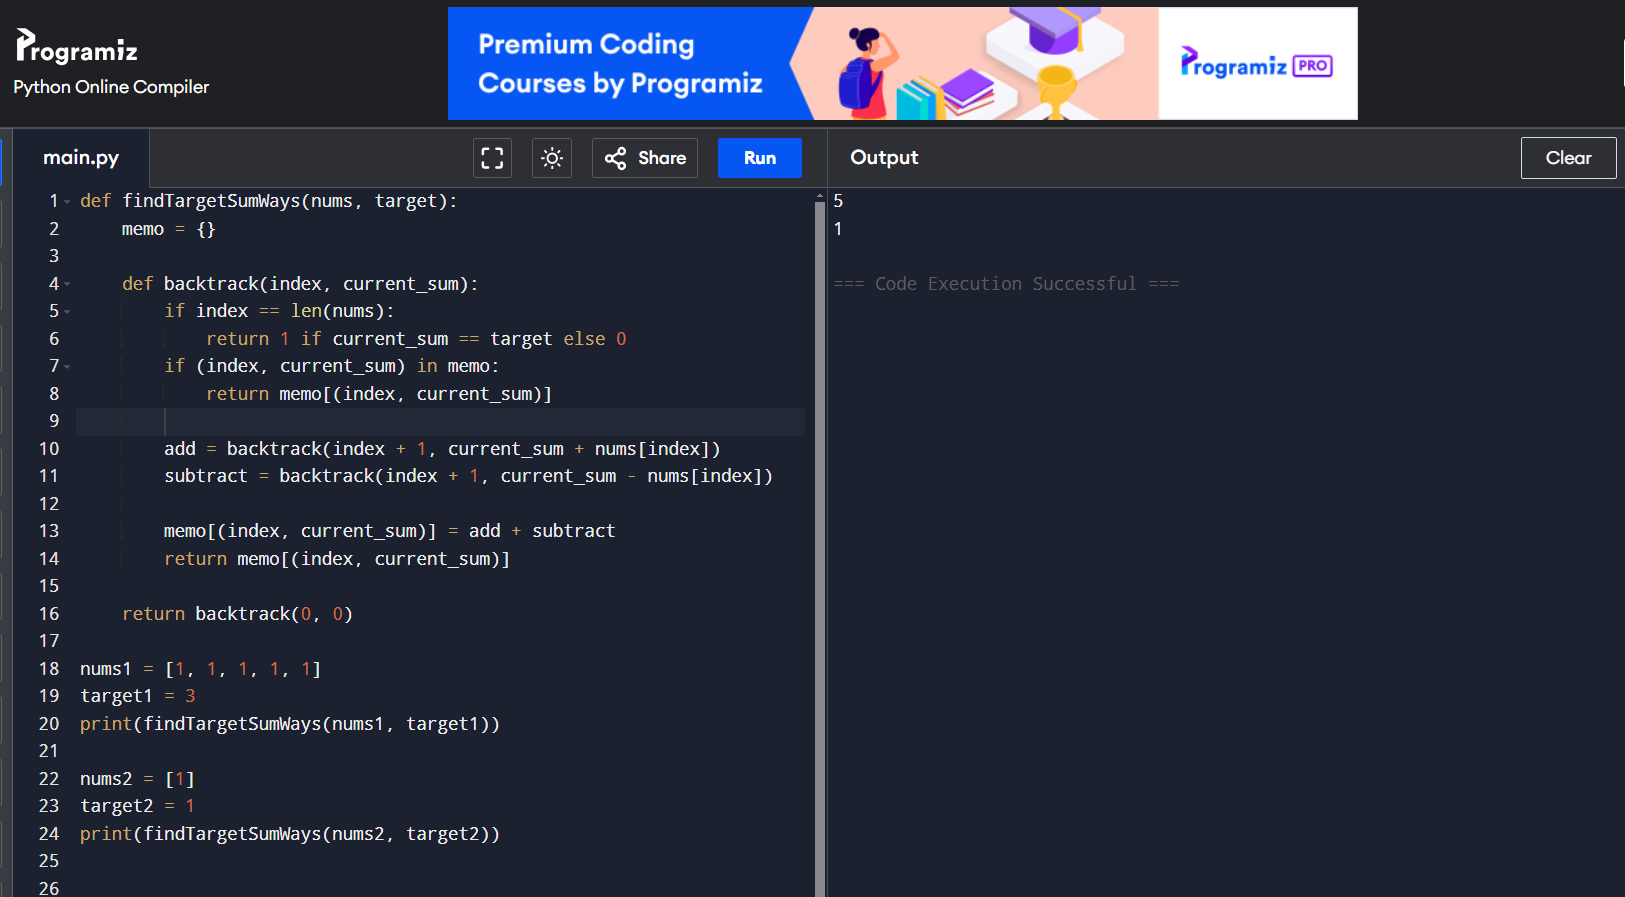 Programiz
Python Online Compiler
Premium Coding
Courses by Programiz
Programiz PRO
main.py
Share
Run
Output
Clear
1 def findTargetSumWays(nums, target):
2     memo = {}
3
4     def backtrack(index, current_sum):
5         if index == len(nums):
6             return 1 if current_sum == target else 0
7         if (index, current_sum) in memo:
8             return memo[(index, current_sum)]
9
10         add = backtrack(index + 1, current_sum + nums[index])
11         subtract = backtrack(index + 1, current_sum - nums[index])
12
13         memo[(index, current_sum)] = add + subtract
14         return memo[(index, current_sum)]
15
16     return backtrack(0, 0)
17
18 nums1 = [1, 1, 1, 1, 1]
19 target1 = 3
20 print(findTargetSumWays(nums1, target1))
21
22 nums2 = [1]
23 target2 = 1
24 print(findTargetSumWays(nums2, target2))
25
26
5
1
=== Code Execution Successful ===